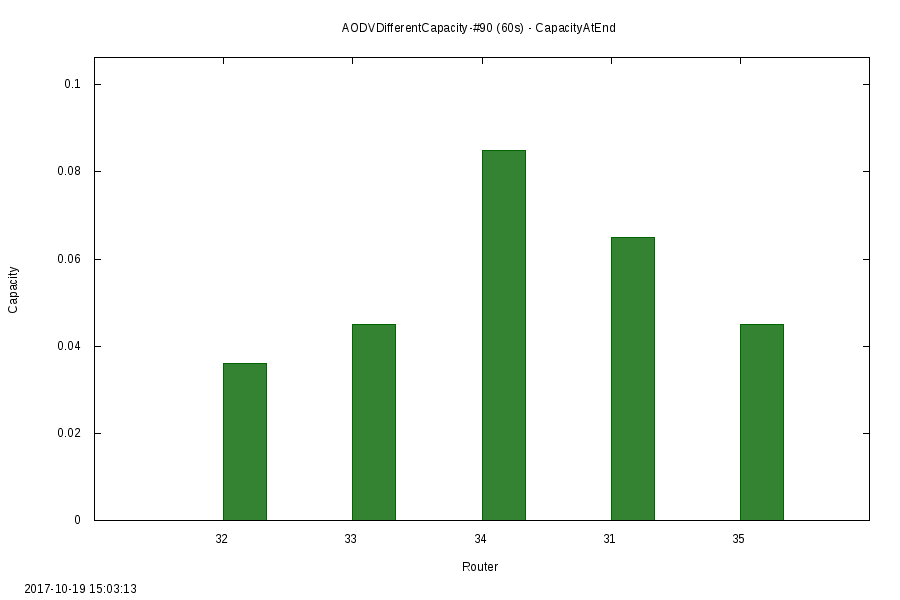 AODVDifferentCapacity-#90 (60s) - CapacityAtEnd
0.1
0.08
0.06
0.04
0.02
0
Capacity
32 33 34 31 35
Router
2017-10-19 15:03:13